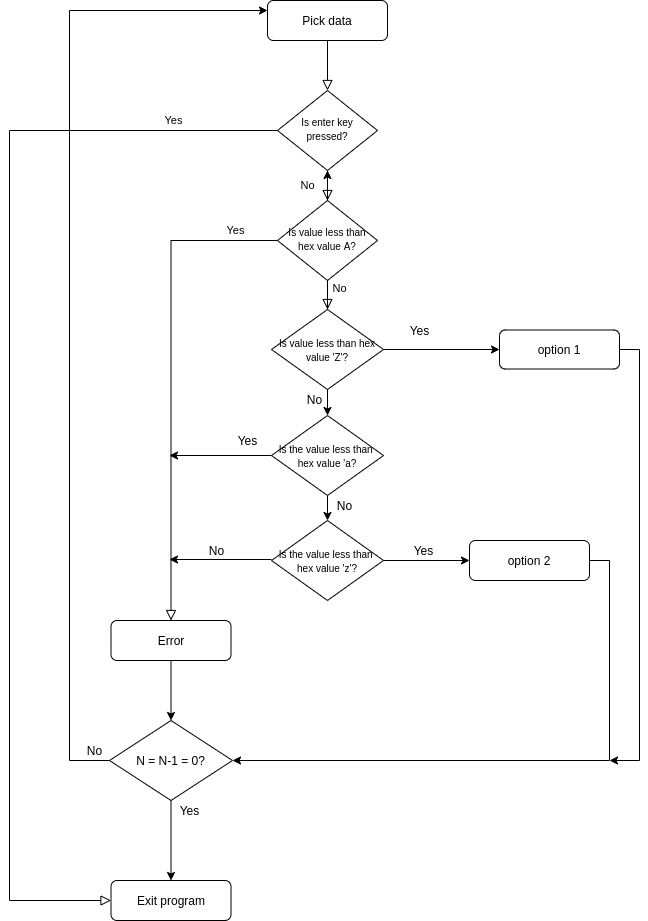 Pick data
Yes
Is enter key
pressed?
No
Yes
Is value less than
hex value A?
No
Is value less than hex
value 'Z'?
Yes
option 1
No
Yes
Is the value less than
hex value 'a?
No
No
Is the value less than
hex value 'z'?
Yes
option 2
Error
No
N = N-1 = 0?
Yes
Exit program